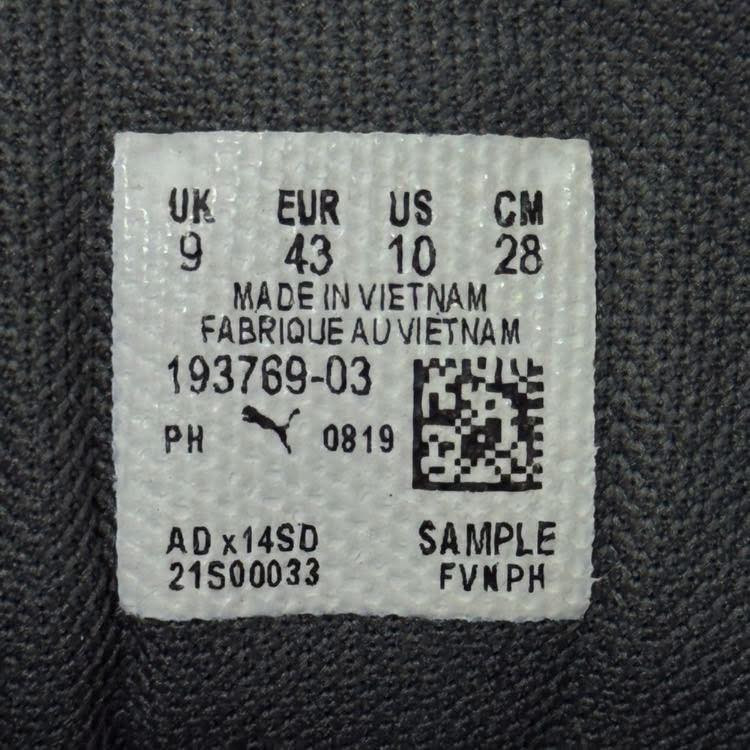 UK EUR US CM
9 43 10 28
MADE IN VIETNAM
FABRIQUE AU VIETNAM
193769-03
PH 0819
AD x14SD SAMPLE
21S00033 FVNPH